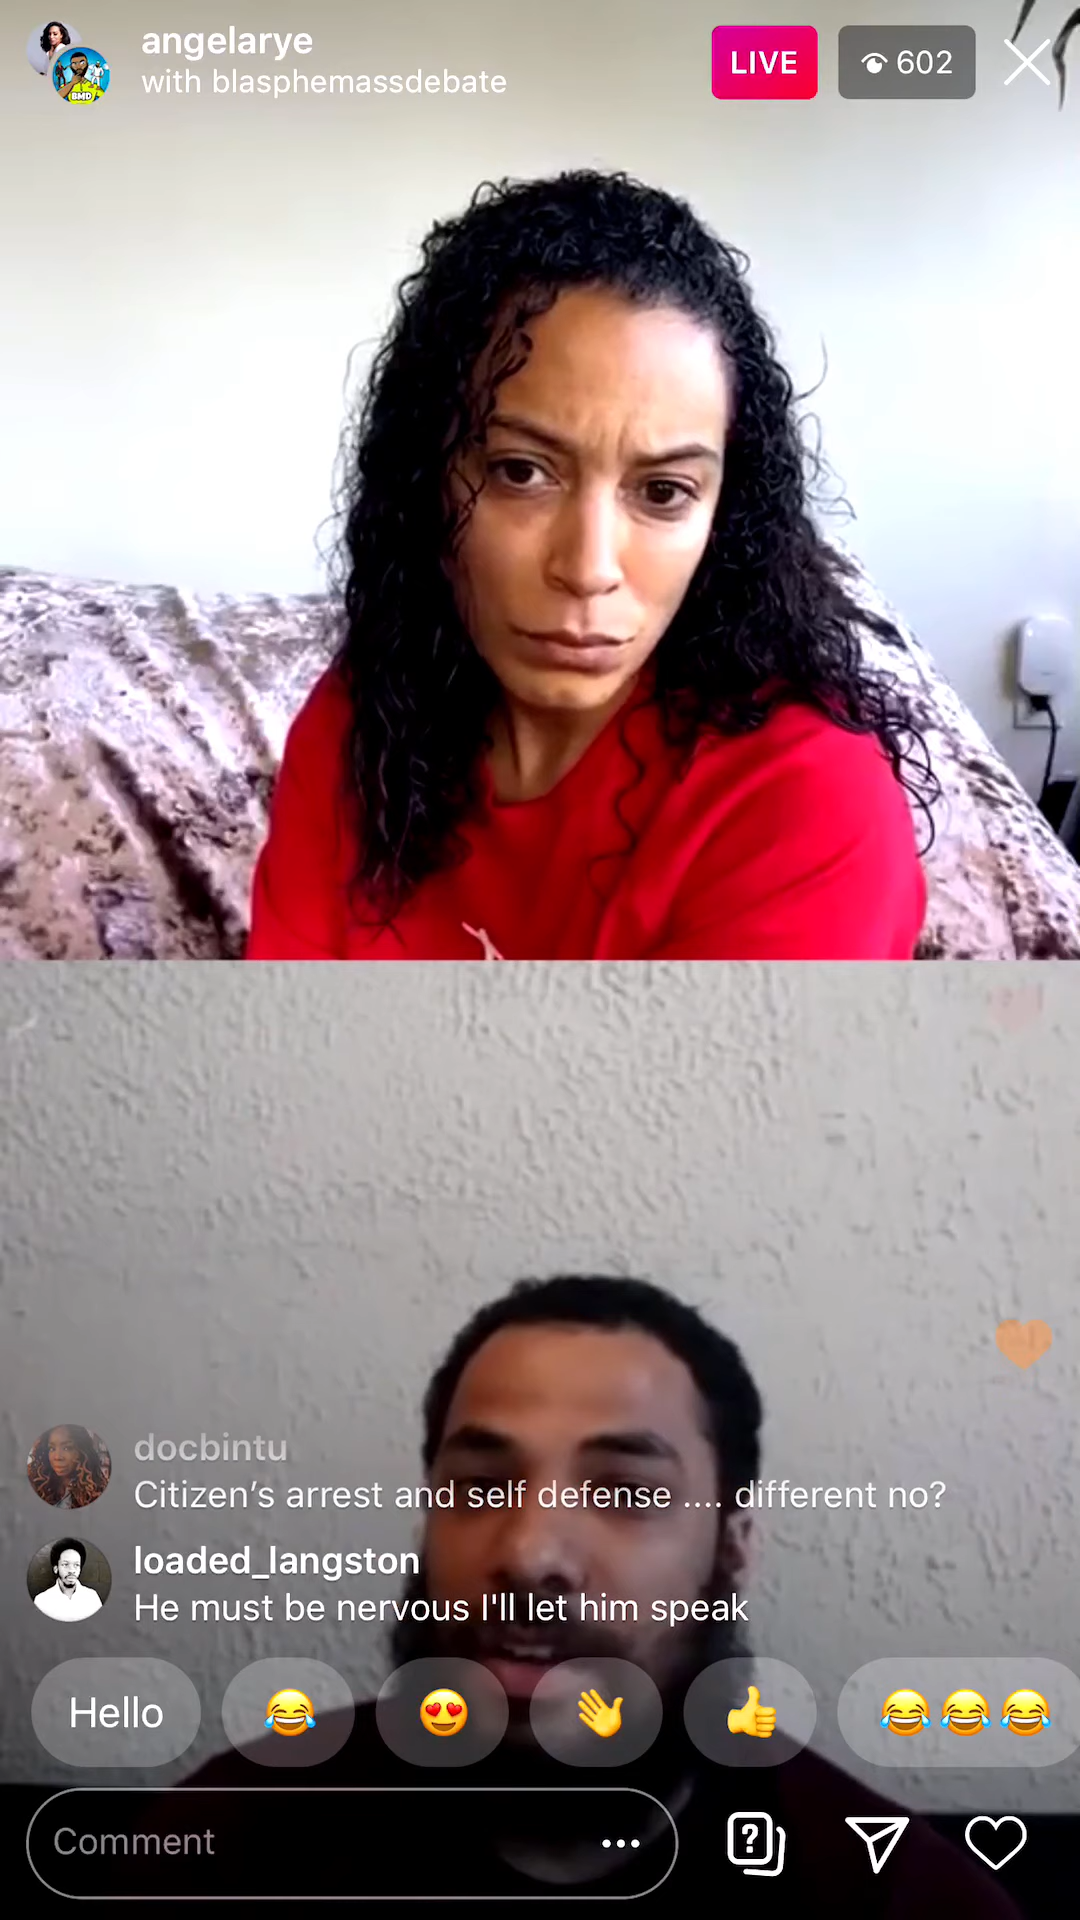 angelarye
with blasphemassdebate
LIVE
602
BMD
docbintu
Citizen's arrest and self defense .... different no?
loaded_langston
He must be nervous I'll let him speak
Hello
Comment